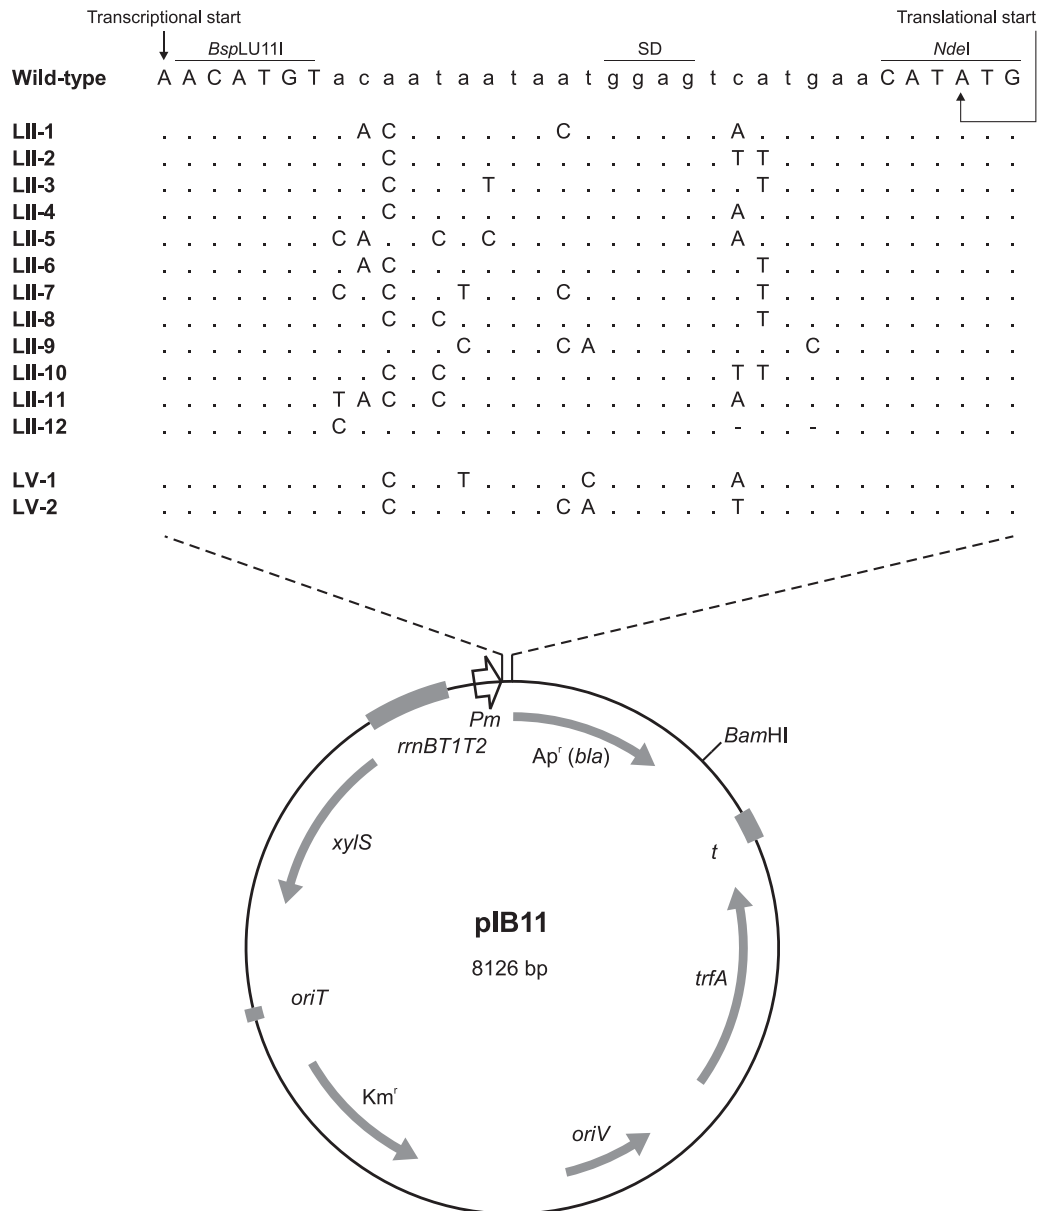 Transcriptional start Translational start
BspLU11I SD NdeI
Wild-type A A C A T G T a c a a t a a t a a t g g a g t c a t g a a C A T A T G
LII-1 . . . . . . . . A C . . . . . . C . . . . . . A . . . . . . . . . . .
LII-2 . . . . . . . . . C . . . . . . . . . . . . . T T . . . . . . . . . .
LII-3 . . . . . . . . . C . . . T . . . . . . . . . . T . . . . . . . . . .
LII-4 . . . . . . . . . C . . . . . . . . . . . . . A . . . . . . . . . . .
LII-5 . . . . . . . C A . . C . C . . . . . . . . . A . . . . . . . . . . .
LII-6 . . . . . . . . A C . . . . . . . . . . . . . . T . . . . . . . . . .
LII-7 . . . . . . . C . C . . T . . . C . . . . . . . T . . . . . . . . . .
LII-8 . . . . . . . . . C . C . . . . . . . . . . . . T . . . . . . . . . .
LII-9 . . . . . . . . . . . . C . . . C A . . . . . . . . C . . . . . . . .
LII-10 . . . . . . . . . C . C . . . . . . . . . . . T T . . . . . . . . . .
LII-11 . . . . . . . T A C . C . . . . . . . . . . . A . . . . . . . . . . .
LII-12 . . . . . . . C . . . . . . . . . . . . . . . - . . - . . . . . . . .
LV-1 . . . . . . . . . C . . T . . . . C . . . . . A . . . . . . . . . . .
LV-2 . . . . . . . . . C . . . . . . C A . . . . . T . . . . . . . . . . .
Pm
rrnBT1T2
Apʳ (bla)
BamHI
xylS
t
pIB11
8126 bp
trfA
oriT
Kmʳ
oriV